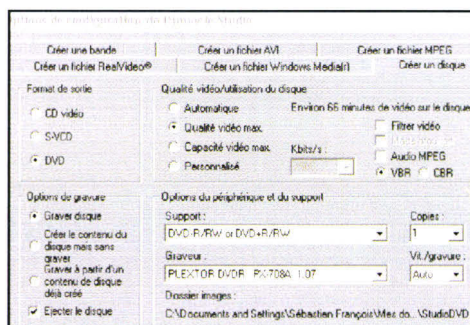 Créer une bande
Créer un fichier AVI
Créer un fichier MPEG
Créer un fichier RealVideo®
Créer un fichier Windows Media
Créer un disque
Format de sortie
CD vidéo
S-VCD
DVD
Qualité vidéo/utilisation du disque
Automatique
Environ 66 minutes de vidéo sur le disque
Qualité vidéo max.
Filtrer vidéo
Capacité vidéo max.
Kbits/s :
Audio MPEG
Personnalisé
VBR
CBR
Options de gravure
Graver disque
Créer le contenu du
disque mais sans
graver
Graver à partir d'un
contenu de disque
déjà créé
Ejecter le disque
Options du périphérique et du support
Support :
Copies :
DVD-R/RW or DVD+R/RW
1
Graveur :
Vit./gravure :
PLEXTOR DVDR PX-708A 1.07
Auto
Dossier images :
C:\Documents and Settings\Sébastien François\Mes do...\StudioDVD